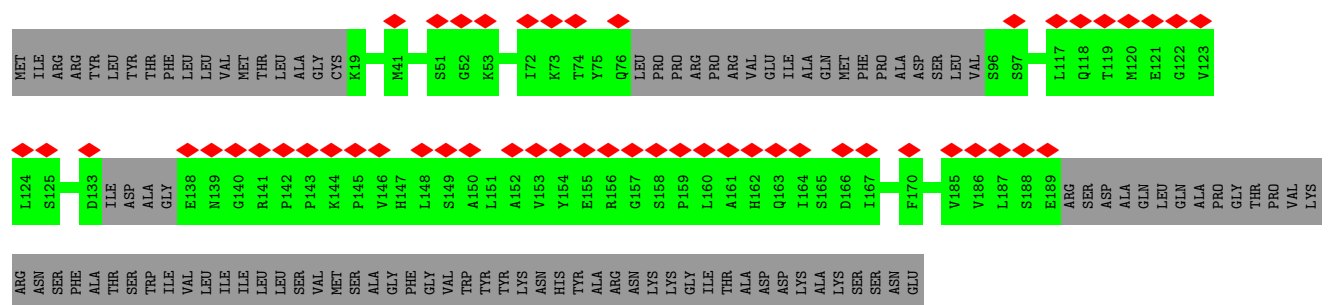 MET ILE ARG ARG TYR LEU TYR THR PHE LEU LEU VAL MET THR LEU ALA GLY CYS K19 M41 S51 G52 K53 I72 K73 T74 Y75 Q76 LEU PRO PRO ARG PRO ARG VAL GLU ILE ALA GLN MET PHE PRO ALA ASP SER LEU VAL S96 S97 L117 Q118 T119 M120 E121 G122 V123
L124 S125 D133 ILE ASP ALA GLY E138 N139 G140 R141 P142 P143 K144 P145 V146 H147 L148 S149 A150 L151 A152 V153 Y154 E155 R156 G157 S158 P159 L160 A161 H162 Q163 I164 S165 D166 I167 F170 V185 V186 L187 S188 E189 ARG SER ASP ALA GLN LEU GLN ALA PRO GLY THR PRO VAL LYS
ARG ASN SER PHE ALA THR SER TRP ILE VAL LEU ILE ILE LEU LEU SER VAL MET SER ALA GLY PHE GLY VAL TRP TYR TYR LYS ASN HIS TYR ALA ARG ASN LYS LYS GLY ILE THR ALA ASP ASP LYS ALA LYS SER SER ASN GLU